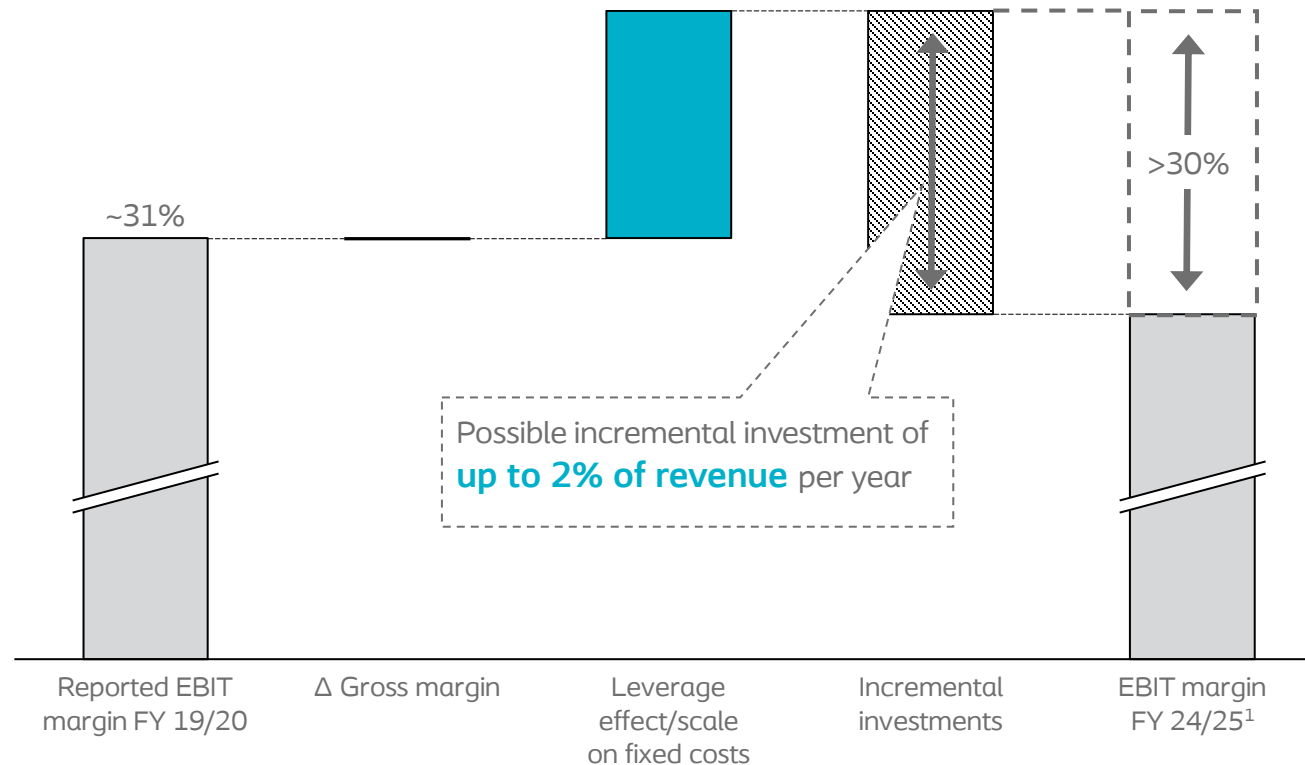 ~31%
>30%
Possible incremental investment of
up to 2% of revenue per year
Reported EBIT
margin FY 19/20
Δ Gross margin
Leverage
effect/scale
on fixed costs
Incremental
investments
EBIT margin
FY 24/25¹